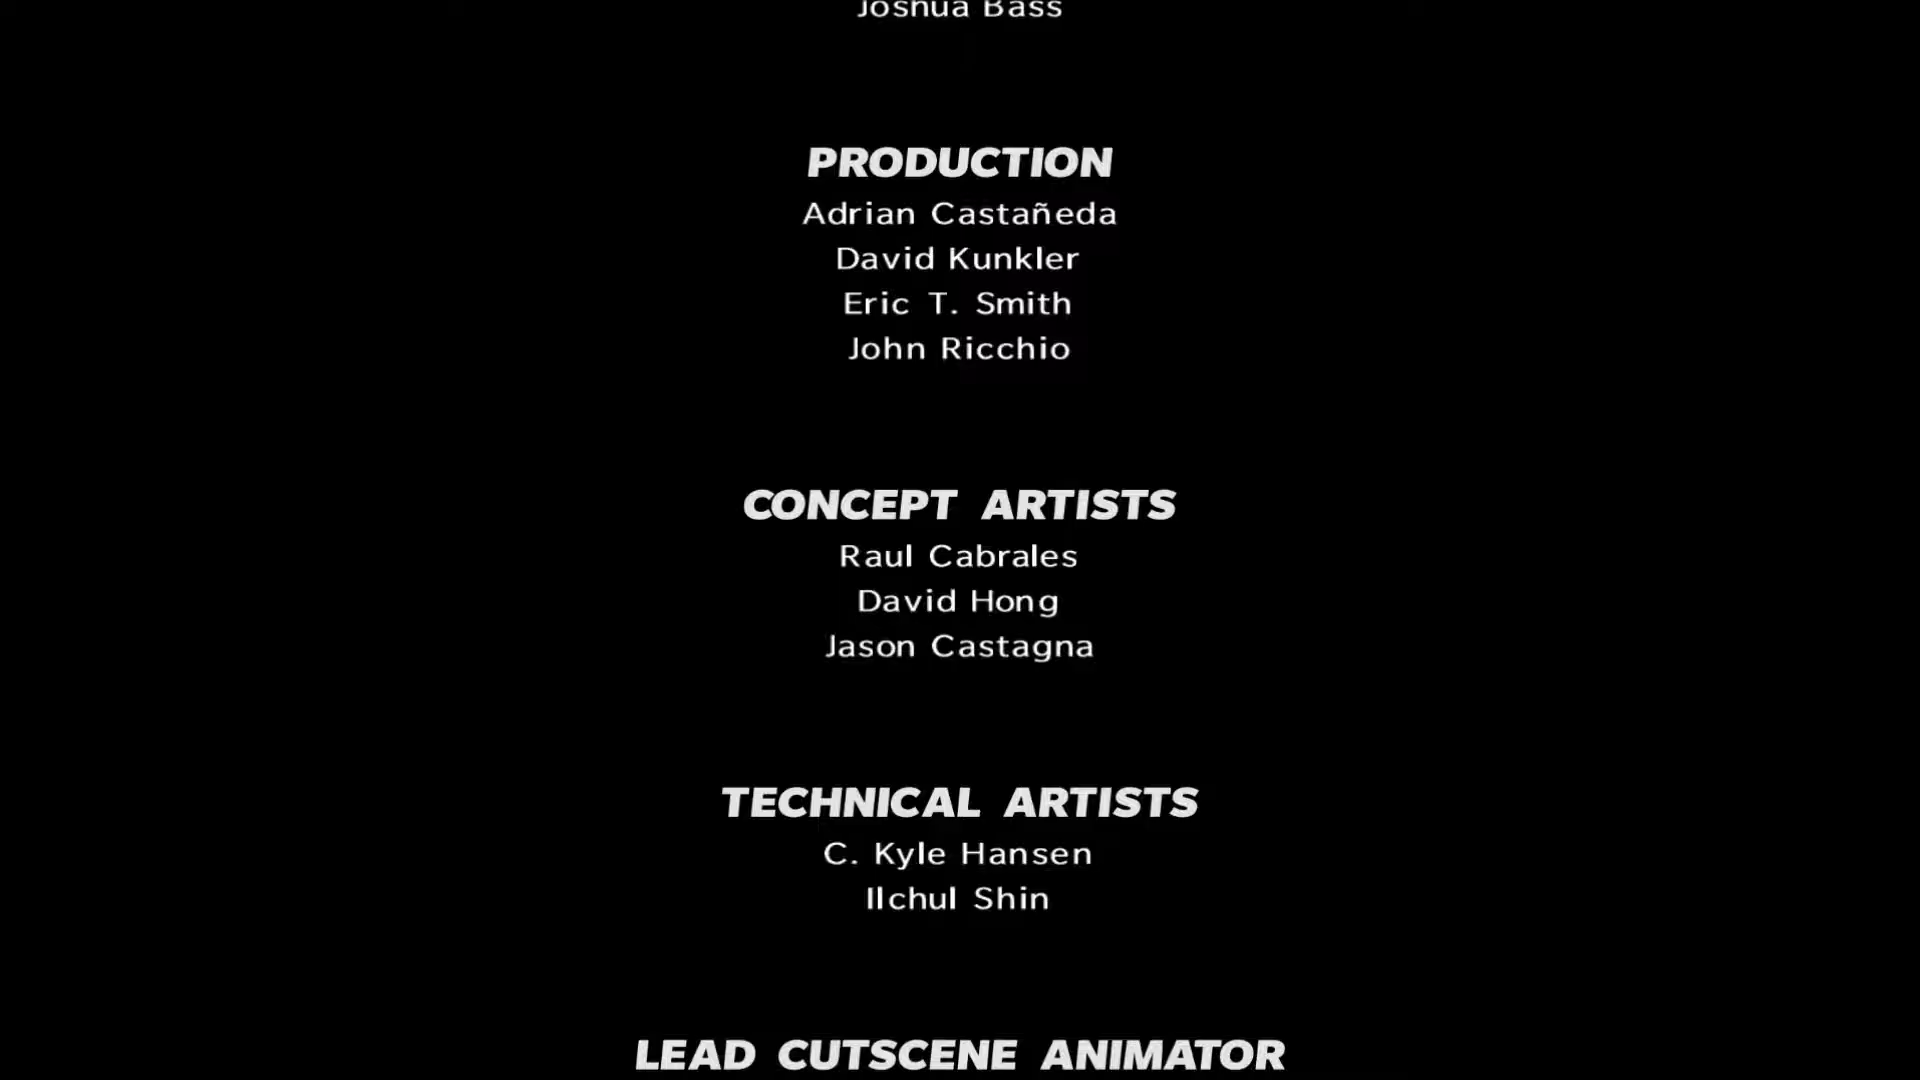 Joshua Bass
PRODUCTION
Adrian Castañeda
David Kunkler
Eric T. Smith
John Ricchio
CONCEPT ARTISTS
Raul Cabrales
David Hong
Jason Castagna
TECHNICAL ARTISTS
C. Kyle Hansen
Ilchul Shin
LEAD CUTSCENE ANIMATOR